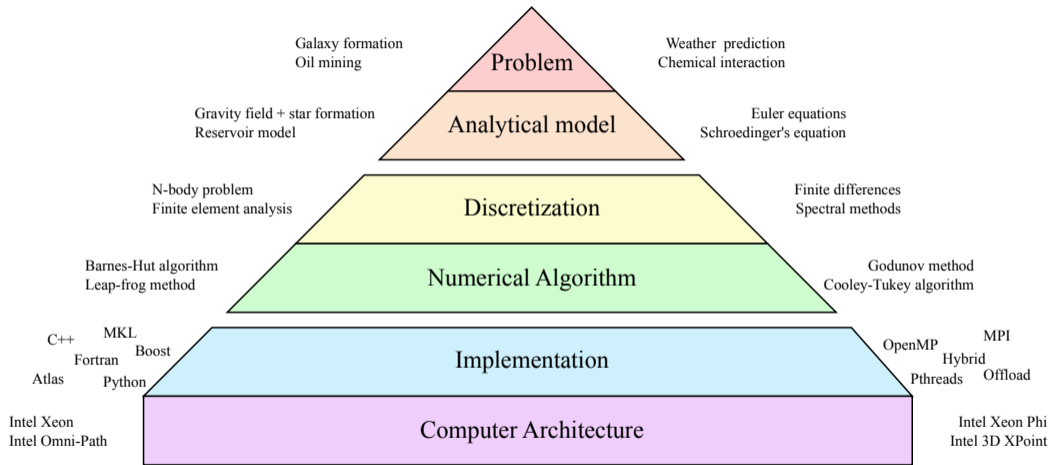 Galaxy formation
Oil mining
Problem
Weather prediction
Chemical interaction
Gravity field + star formation
Reservoir model
Analytical model
Euler equations
Schroedinger's equation
N-body problem
Finite element analysis
Discretization
Finite differences
Spectral methods
Barnes-Hut algorithm
Leap-frog method
Numerical Algorithm
Godunov method
Cooley-Tukey algorithm
C++
MKL
Boost
Fortran
Atlas
Python
Implementation
MPI
OpenMP
Hybrid
Pthreads
Offload
Intel Xeon
Intel Omni-Path
Computer Architecture
Intel Xeon Phi
Intel 3D XPoint